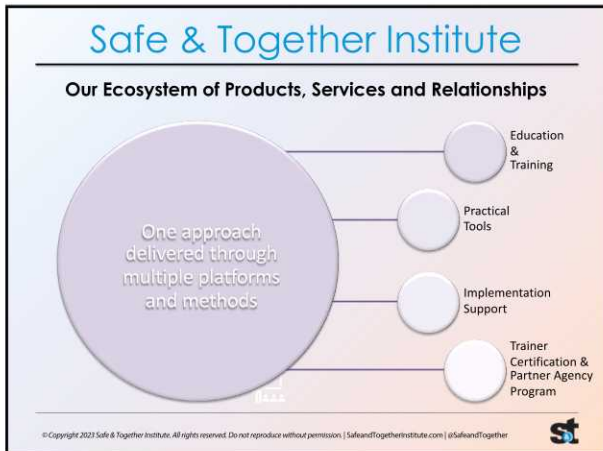 Safe & Together Institute
Our Ecosystem of Products, Services and Relationships
One approach
delivered through
multiple platforms
and methods
Education
&
Training
Practical
Tools
Implementation
Support
Trainer
Certification &
Partner Agency
Program
© Copyright 2023 Safe & Together Institute. All rights reserved. Do not reproduce without permission. | SafeandTogetherInstitute.com | @SafeandTogether
st